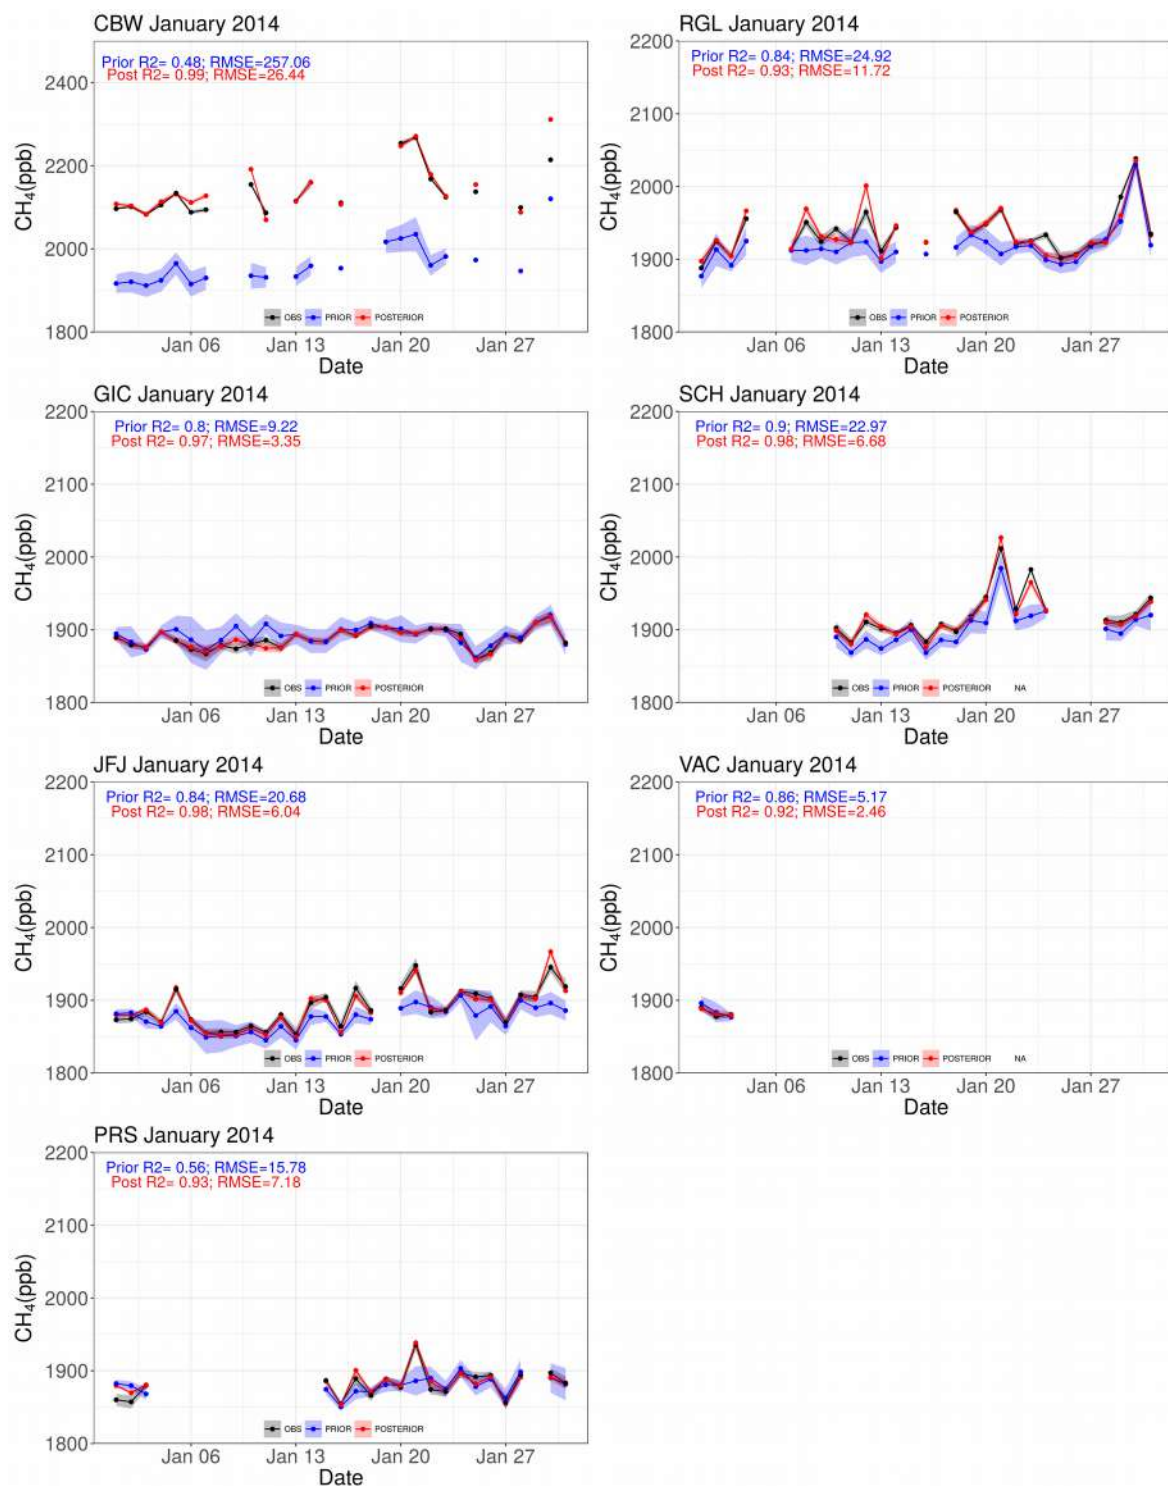 CBW January 2014
Prior R2= 0.48; RMSE=257.06
Post R2= 0.99; RMSE=26.44
CH4(ppb)
2400
2200
2000
1800
OBS PRIOR POSTERIOR
Jan 06 Jan 13 Jan 20 Jan 27
Date
RGL January 2014
Prior R2= 0.84; RMSE=24.92
Post R2= 0.93; RMSE=11.72
CH4(ppb)
2200
2100
2000
1900
1800
OBS PRIOR POSTERIOR
Jan 06 Jan 13 Jan 20 Jan 27
Date
GIC January 2014
Prior R2= 0.8; RMSE=9.22
Post R2= 0.97; RMSE=3.35
CH4(ppb)
2200
2100
2000
1900
1800
OBS PRIOR POSTERIOR
Jan 06 Jan 13 Jan 20 Jan 27
Date
SCH January 2014
Prior R2= 0.9; RMSE=22.97
Post R2= 0.98; RMSE=6.68
CH4(ppb)
2200
2100
2000
1900
1800
OBS PRIOR POSTERIOR NA
Jan 06 Jan 13 Jan 20 Jan 27
Date
JFJ January 2014
Prior R2= 0.84; RMSE=20.68
Post R2= 0.98; RMSE=6.04
CH4(ppb)
2200
2100
2000
1900
1800
OBS PRIOR POSTERIOR
Jan 06 Jan 13 Jan 20 Jan 27
Date
VAC January 2014
Prior R2= 0.86; RMSE=5.17
Post R2= 0.92; RMSE=2.46
CH4(ppb)
2200
2100
2000
1900
1800
OBS PRIOR POSTERIOR NA
Jan 06 Jan 13 Jan 20 Jan 27
Date
PRS January 2014
Prior R2= 0.56; RMSE=15.78
Post R2= 0.93; RMSE=7.18
CH4(ppb)
2200
2100
2000
1900
1800
OBS PRIOR POSTERIOR
Jan 06 Jan 13 Jan 20 Jan 27
Date